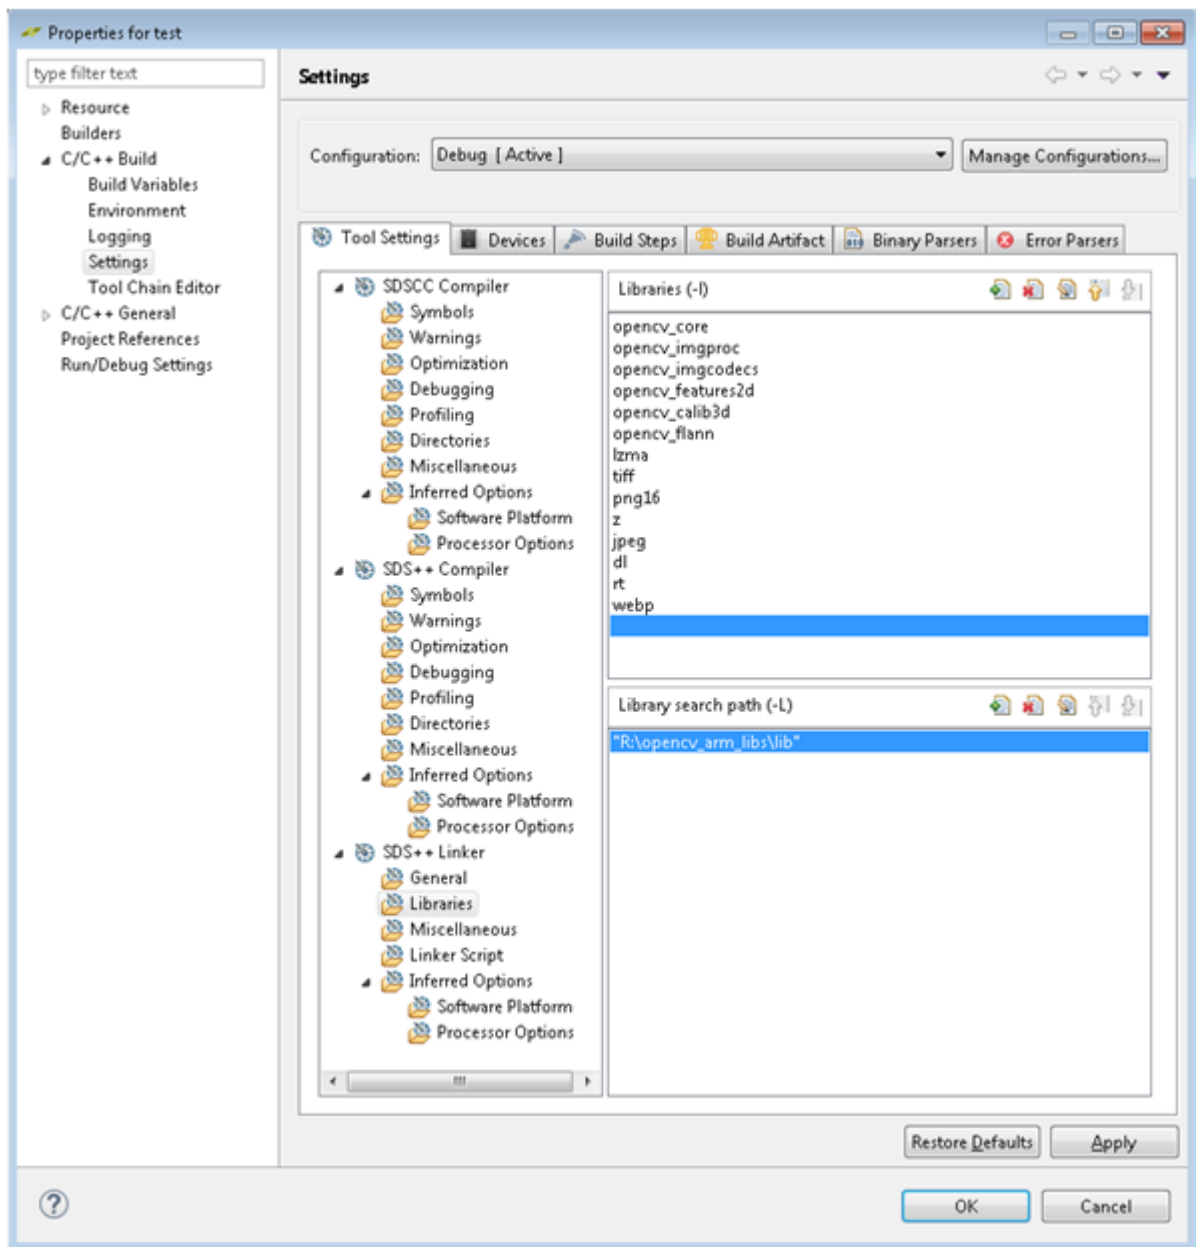 Properties for test
type filter text
Resource
Builders
C/C++ Build
Build Variables
Environment
Logging
Settings
Tool Chain Editor
C/C++ General
Project References
Run/Debug Settings
Settings
Configuration: Debug [ Active ] Manage Configurations...
Tool Settings Devices Build Steps Build Artifact Binary Parsers Error Parsers
SDSCC Compiler
Symbols
Warnings
Optimization
Debugging
Profiling
Directories
Miscellaneous
Inferred Options
Software Platform
Processor Options
SDS++ Compiler
Symbols
Warnings
Optimization
Debugging
Profiling
Directories
Miscellaneous
Inferred Options
Software Platform
Processor Options
SDS++ Linker
General
Libraries
Miscellaneous
Linker Script
Inferred Options
Software Platform
Processor Options
Libraries (-l)
opencv_core
opencv_imgproc
opencv_imgcodecs
opencv_features2d
opencv_calib3d
opencv_flann
lzma
tiff
png16
z
jpeg
dl
rt
webp
Library search path (-L)
"R:\opencv_arm_libs\lib"
Restore Defaults Apply
OK Cancel